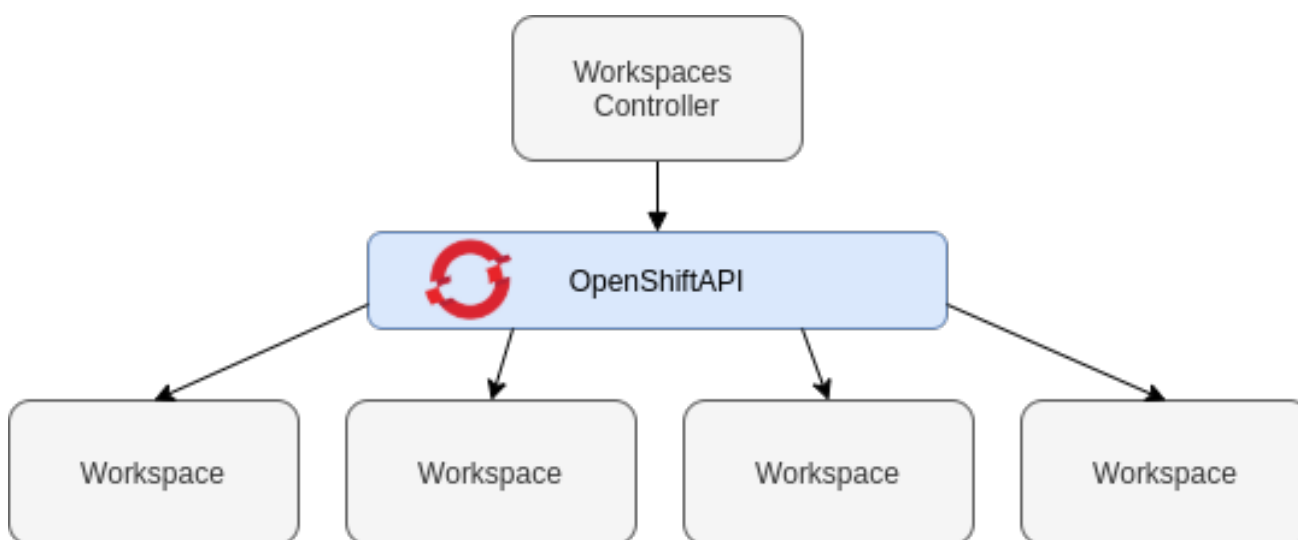 Workspaces
Controller
OpenShiftAPI
Workspace
Workspace
Workspace
Workspace